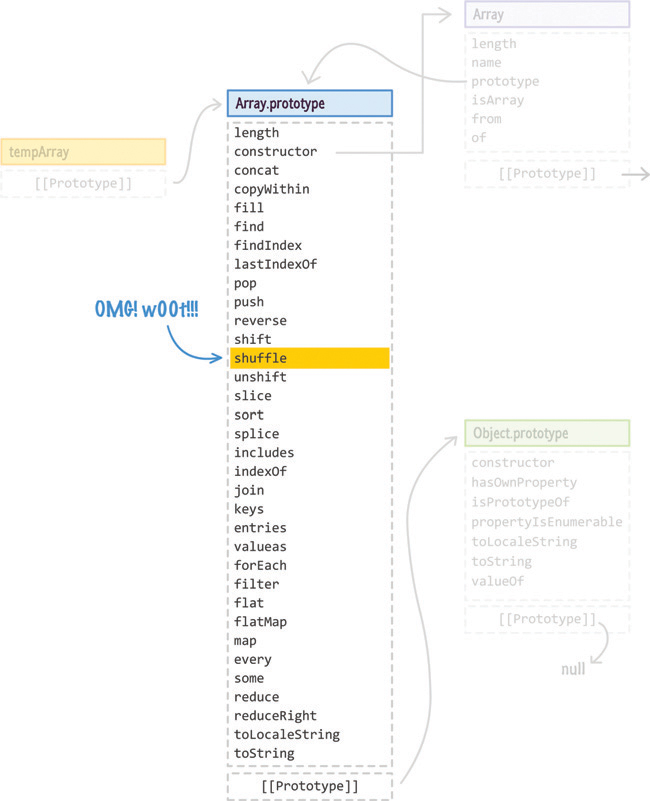 Array
length
name
prototype
isArray
from
of
[[Prototype]]
Array.prototype
length
constructor
concat
copyWithin
fill
find
findIndex
lastIndexOf
pop
push
reverse
shift
shuffle
unshift
slice
sort
splice
includes
indexOf
join
keys
entries
valueas
forEach
filter
flat
flatMap
map
every
some
reduce
reduceRight
toLocaleString
toString
[[Prototype]]
tempArray
[[Prototype]]
OMG! w00t!!!
Object.prototype
constructor
hasOwnProperty
isPrototypeOf
propertyIsEnumerable
toLocaleString
toString
valueOf
[[Prototype]]
null